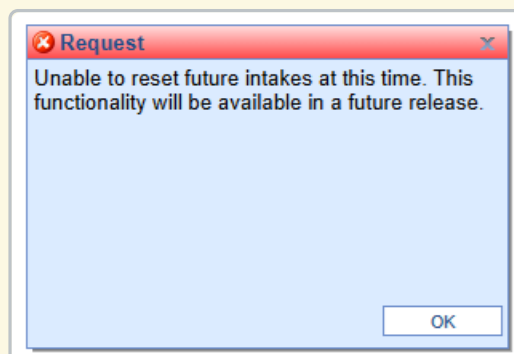 Request
Unable to reset future intakes at this time. This
functionality will be available in a future release.
OK